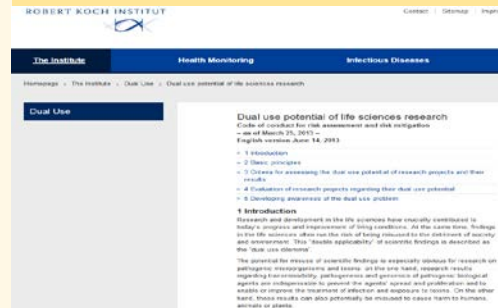 ROBERT KOCH INSTITUT
Contact | Sitemap | Impri
The Institute Health Monitoring Infectious Diseases
Homepage > The Institute > Dual Use > Dual use potential of life sciences research
Dual Use
Dual use potential of life sciences research
Code of conduct for risk assessment and risk mitigation
– as of March 25, 2013 –
English version June 14, 2013
1 Introduction
2 Basic principles
3 Criteria for assessing the dual use potential of research projects and their
results
4 Evaluation of research projects regarding their dual use potential
5 Developing awareness of the dual use problem
1 Introduction
Research and development in the life sciences have crucially contributed to
today's progress and improvement of living conditions. At the same time, findings
in the life sciences often run the risk of being misused to the detriment of society
and environment. This "double applicability" of scientific findings is described as
the "dual use dilemma".
The potential for misuse of scientific findings is especially obvious for research on
pathogenic microorganisms and toxins: on the one hand, research results
regarding transmissibility, pathogenesis and genomics of pathogenic biological
agents are indispensable to prevent the agents' spread and proliferation and to
enable or improve the treatment of infection and exposure to toxins. On the other
hand, these results can also potentially be misused to cause harm to humans,
animals or plants.